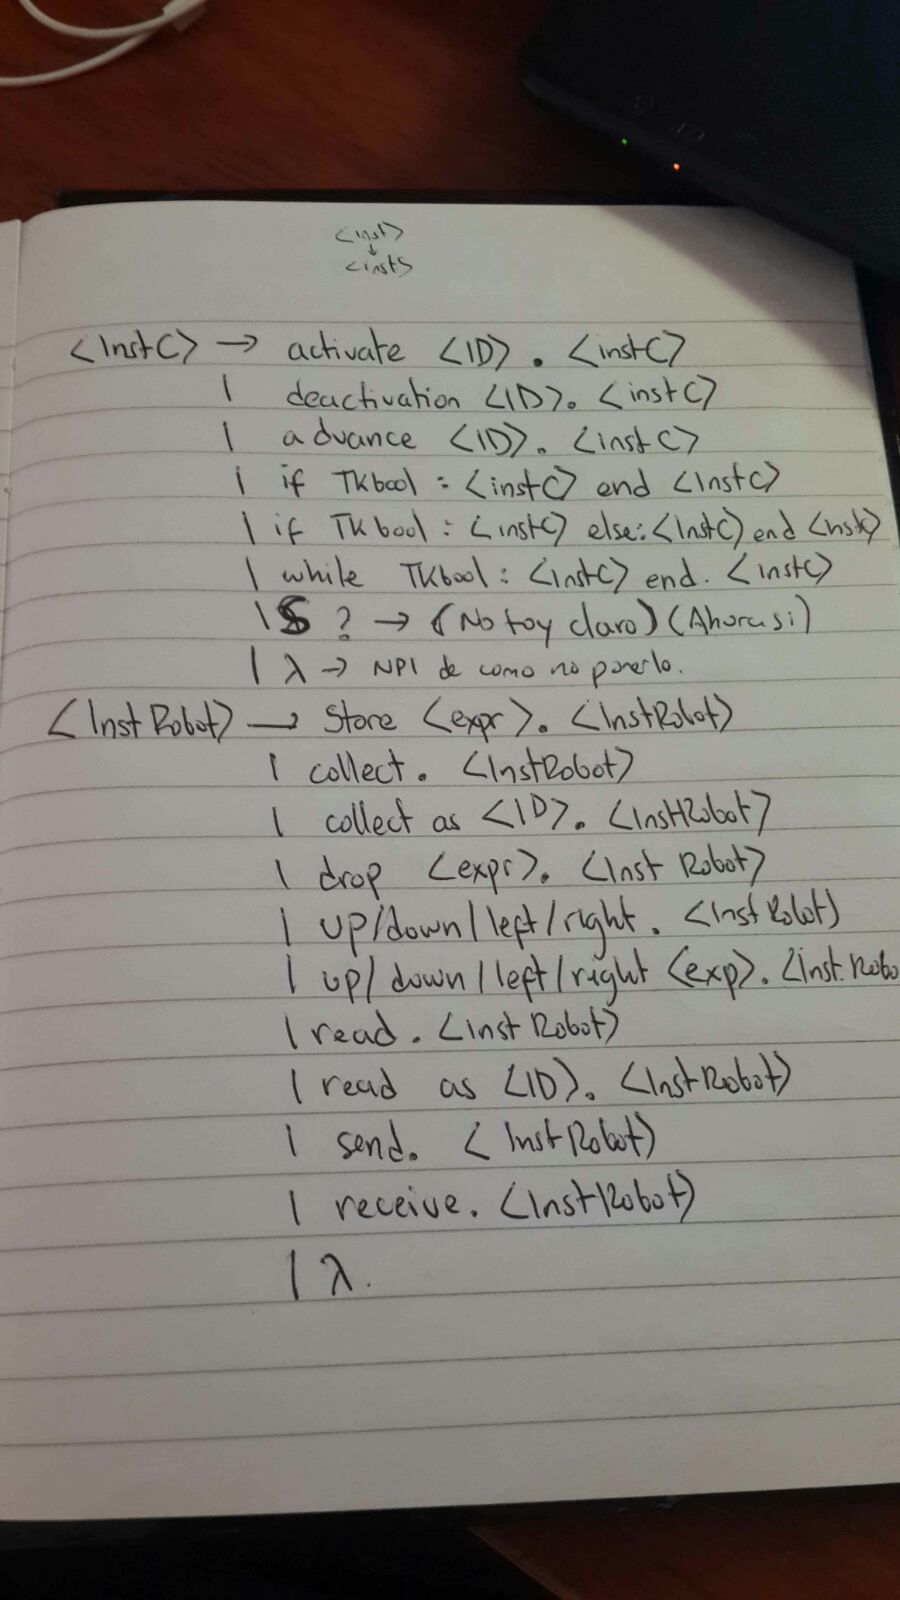 <inst>
↓
<instS
<InstC> → activate <ID> . <instC>
| deactivation <ID>. <instC>
| advance <ID>. <instC>
| if TKbool : <instC> end <InstC>
| if TKbool : <instC> else:<InstC> end <InstC>
| while TKbool : <instC> end. <instC>
| S ? → (No toy claro) (Ahora si)
| λ → NPI de como no ponerlo.
<InstRobot> → Store <expr>. <InstRobot>
| collect. <InstRobot>
| collect as <ID>. <InstRobot>
| drop <expr>. <Inst Robot>
| up/down/left/right. <Inst Robot>
| up/down/left/right <exp>. <Inst. Robo
| read. <inst Robot>
| read as <ID>. <InstRobot>
| send. <InstRobot>
| receive. <InstRobot>
| λ.